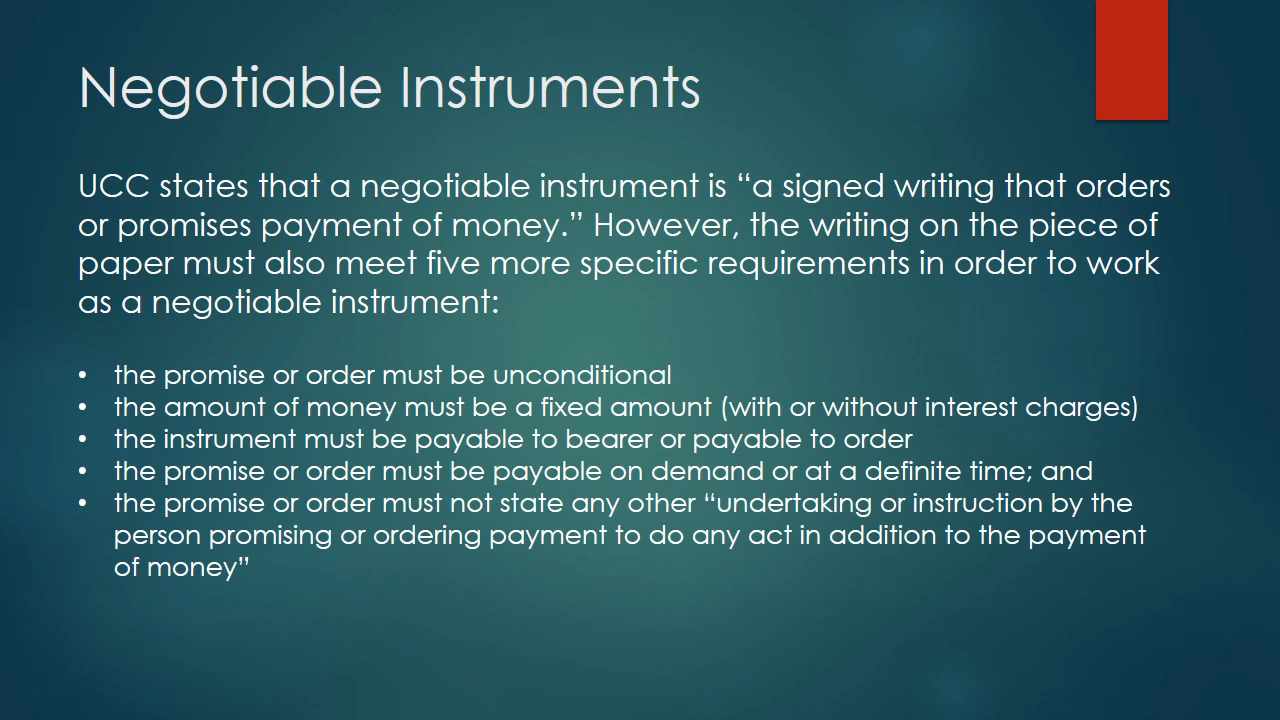 Negotiable Instruments
UCC states that a negotiable instrument is “a signed writing that orders
or promises payment of money.” However, the writing on the piece of
paper must also meet five more specific requirements in order to work
as a negotiable instrument:
• the promise or order must be unconditional
• the amount of money must be a fixed amount (with or without interest charges)
• the instrument must be payable to bearer or payable to order
• the promise or order must be payable on demand or at a definite time; and
• the promise or order must not state any other “undertaking or instruction by the
person promising or ordering payment to do any act in addition to the payment
of money”